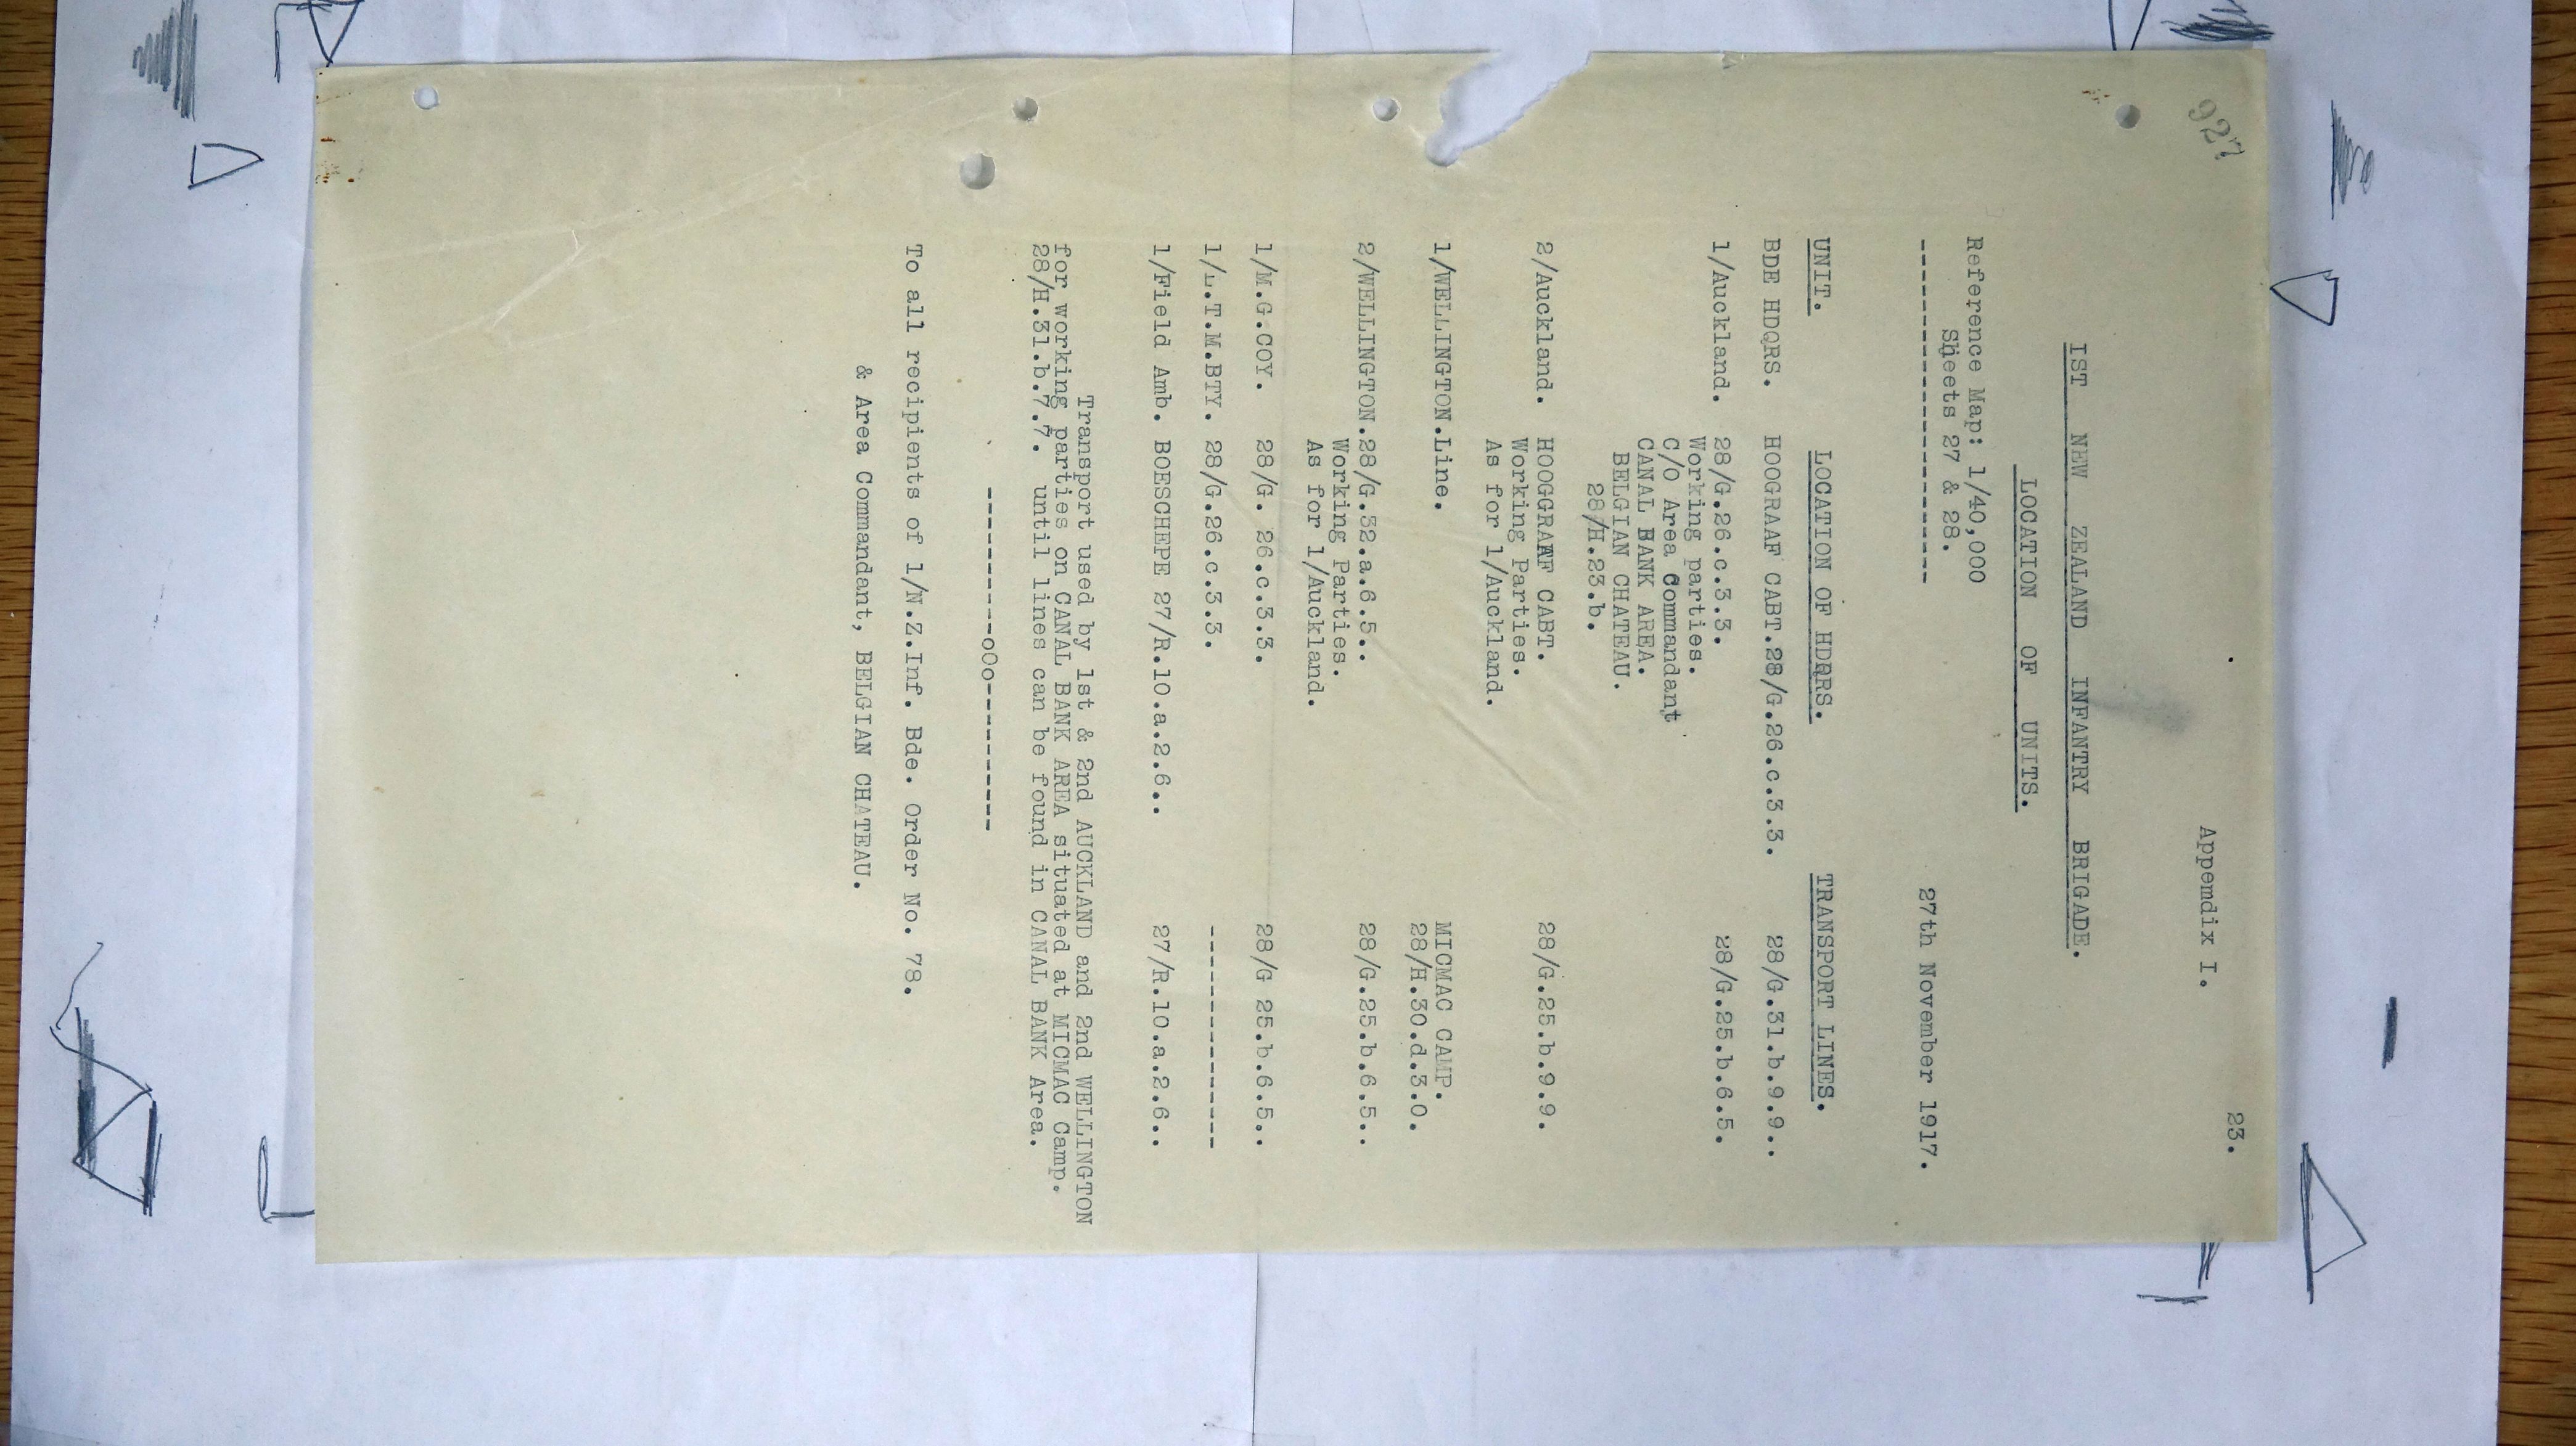 927
23.
Appemdix I.
IST NEW ZEALAND INFANTRY BRIGADE.
LOCATION OF UNITS.
Reference Map: 1/40,000
Sheets 27 & 28.
27th November 1917.
---------------------------
UNIT. LOCATION OF HDQRS. TRANSPORT LINES.
BDE HDQRS. HOOGRAAF CABT.28/G.26.c.3.3. 28/G.31.b.9.9..
1/Auckland. 28/G.26.c.3.3. 28/G.25.b.6.5.
Working parties.
C/O Area Commandant
CANAL BANK AREA.
BELGIAN CHATEAU.
28/H.23.b.
2/Auckland. HOOGGRAAF CABT. 28/G.25.b.9.9.
Working Parties.
As for 1/Auckland.
1/WELLINGTON.Line. MICMAC CAMP.
28/H.30.d.3.0.
2/WELLINGTON.28/G.32.a.6.5.. 28/G.25.b.6.5..
Working Parties.
As for 1/Auckland.
1/M.G.COY. 28/G. 26.c.3.3. 28/G 25.b.6.5..
1/L.T.M.BTY. 28/G.26.c.3.3. -----------------
1/Field Amb. BOESCHEPE 27/R.10.a.2.6.. 27/R.10.a.2.6..
Transport used by 1st & 2nd AUCKLAND and 2nd WELLINGTON
for working parties on CANAL BANK AREA situated at MICMAC Camp.
28/H.31.b.7.7. until lines can be found in CANAL BANK Area.
------------oOo------------
To all recipients of 1/N.Z.Inf. Bde. Order No. 78.
& Area Commandant, BELGIAN CHATEAU.